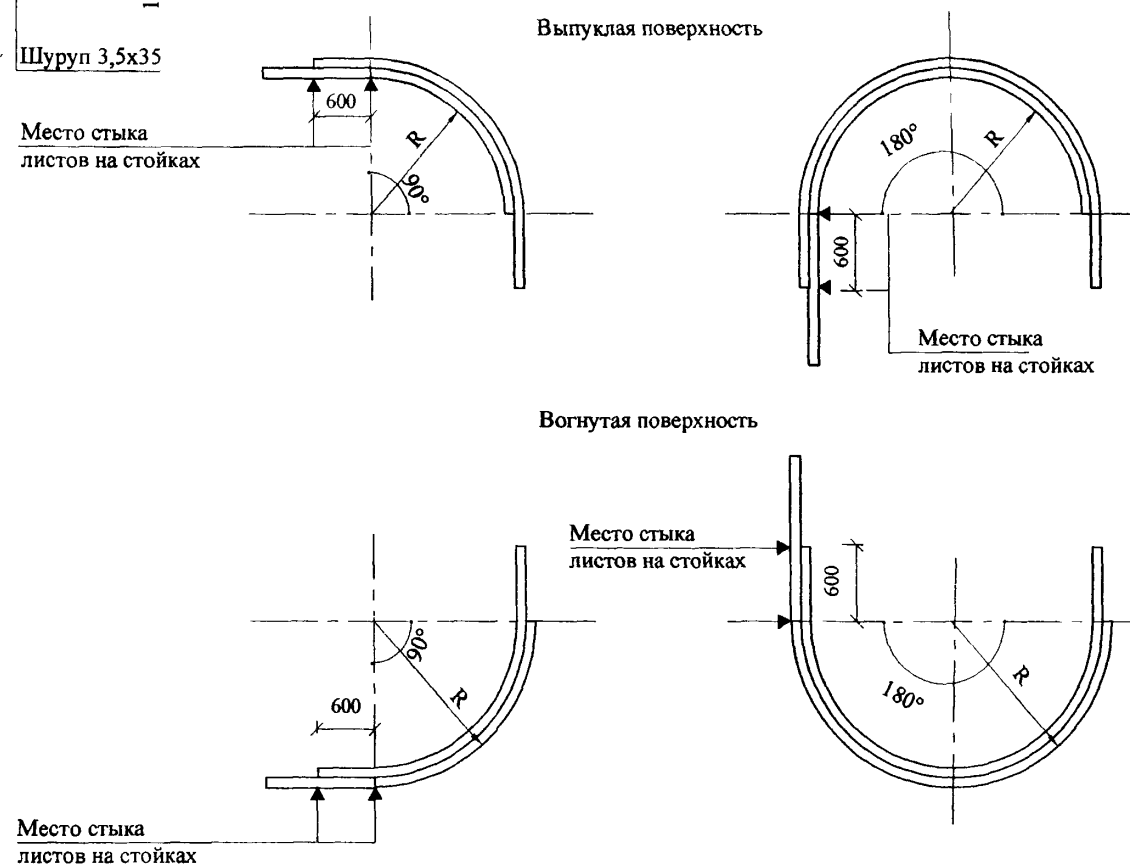 Выпуклая поверхность
Шуруп 3,5х35
600
R
90°
Место стыка
листов на стойках
180°
R
600
Место стыка
листов на стойках
Вогнутая поверхность
90°
R
600
Место стыка
листов на стойках
Место стыка
листов на стойках
600
180°
R